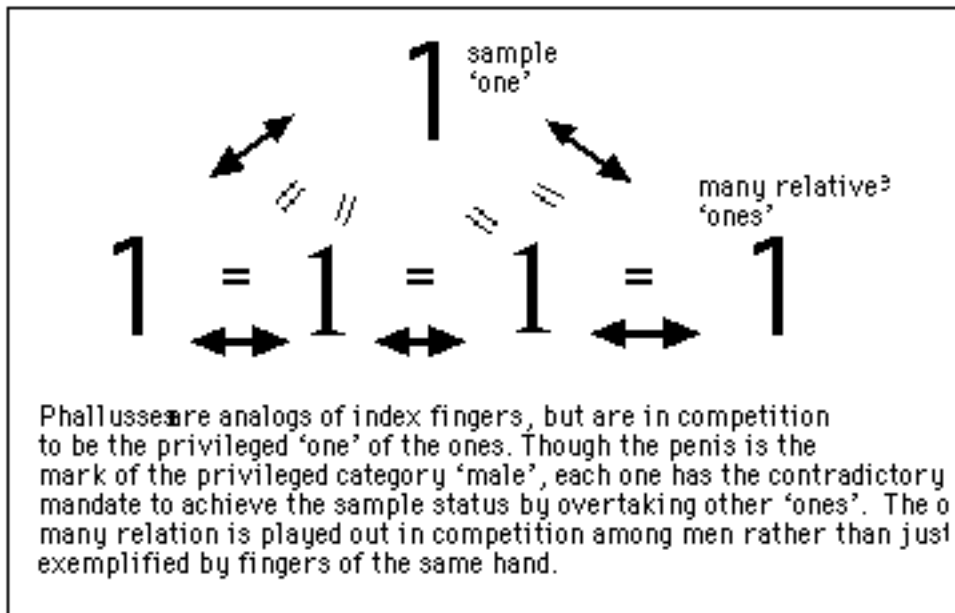 1 sample
‘one’
many relatives
‘ones’
1 = 1 = 1 = 1
Phallusses are analogs of index fingers, but are in competition
to be the privileged ‘one’ of the ones. Though the penis is the
mark of the privileged category ‘male’, each one has the contradictory
mandate to achieve the sample status by overtaking other ‘ones’. The o
many relation is played out in competition among men rather than just
exemplified by fingers of the same hand.